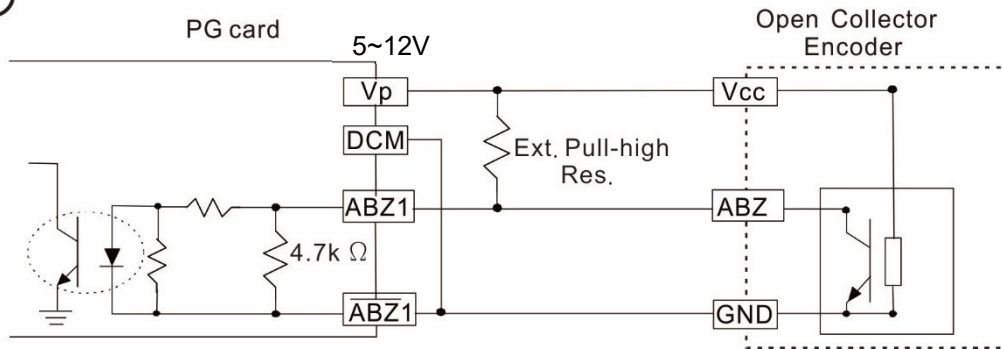 PG card
Open Collector
Encoder
5~12V
Vp
Vcc
DCM
Ext. Pull-high
Res.
ABZ1
ABZ
4.7k Ω
A̅B̅Z̅1
GND